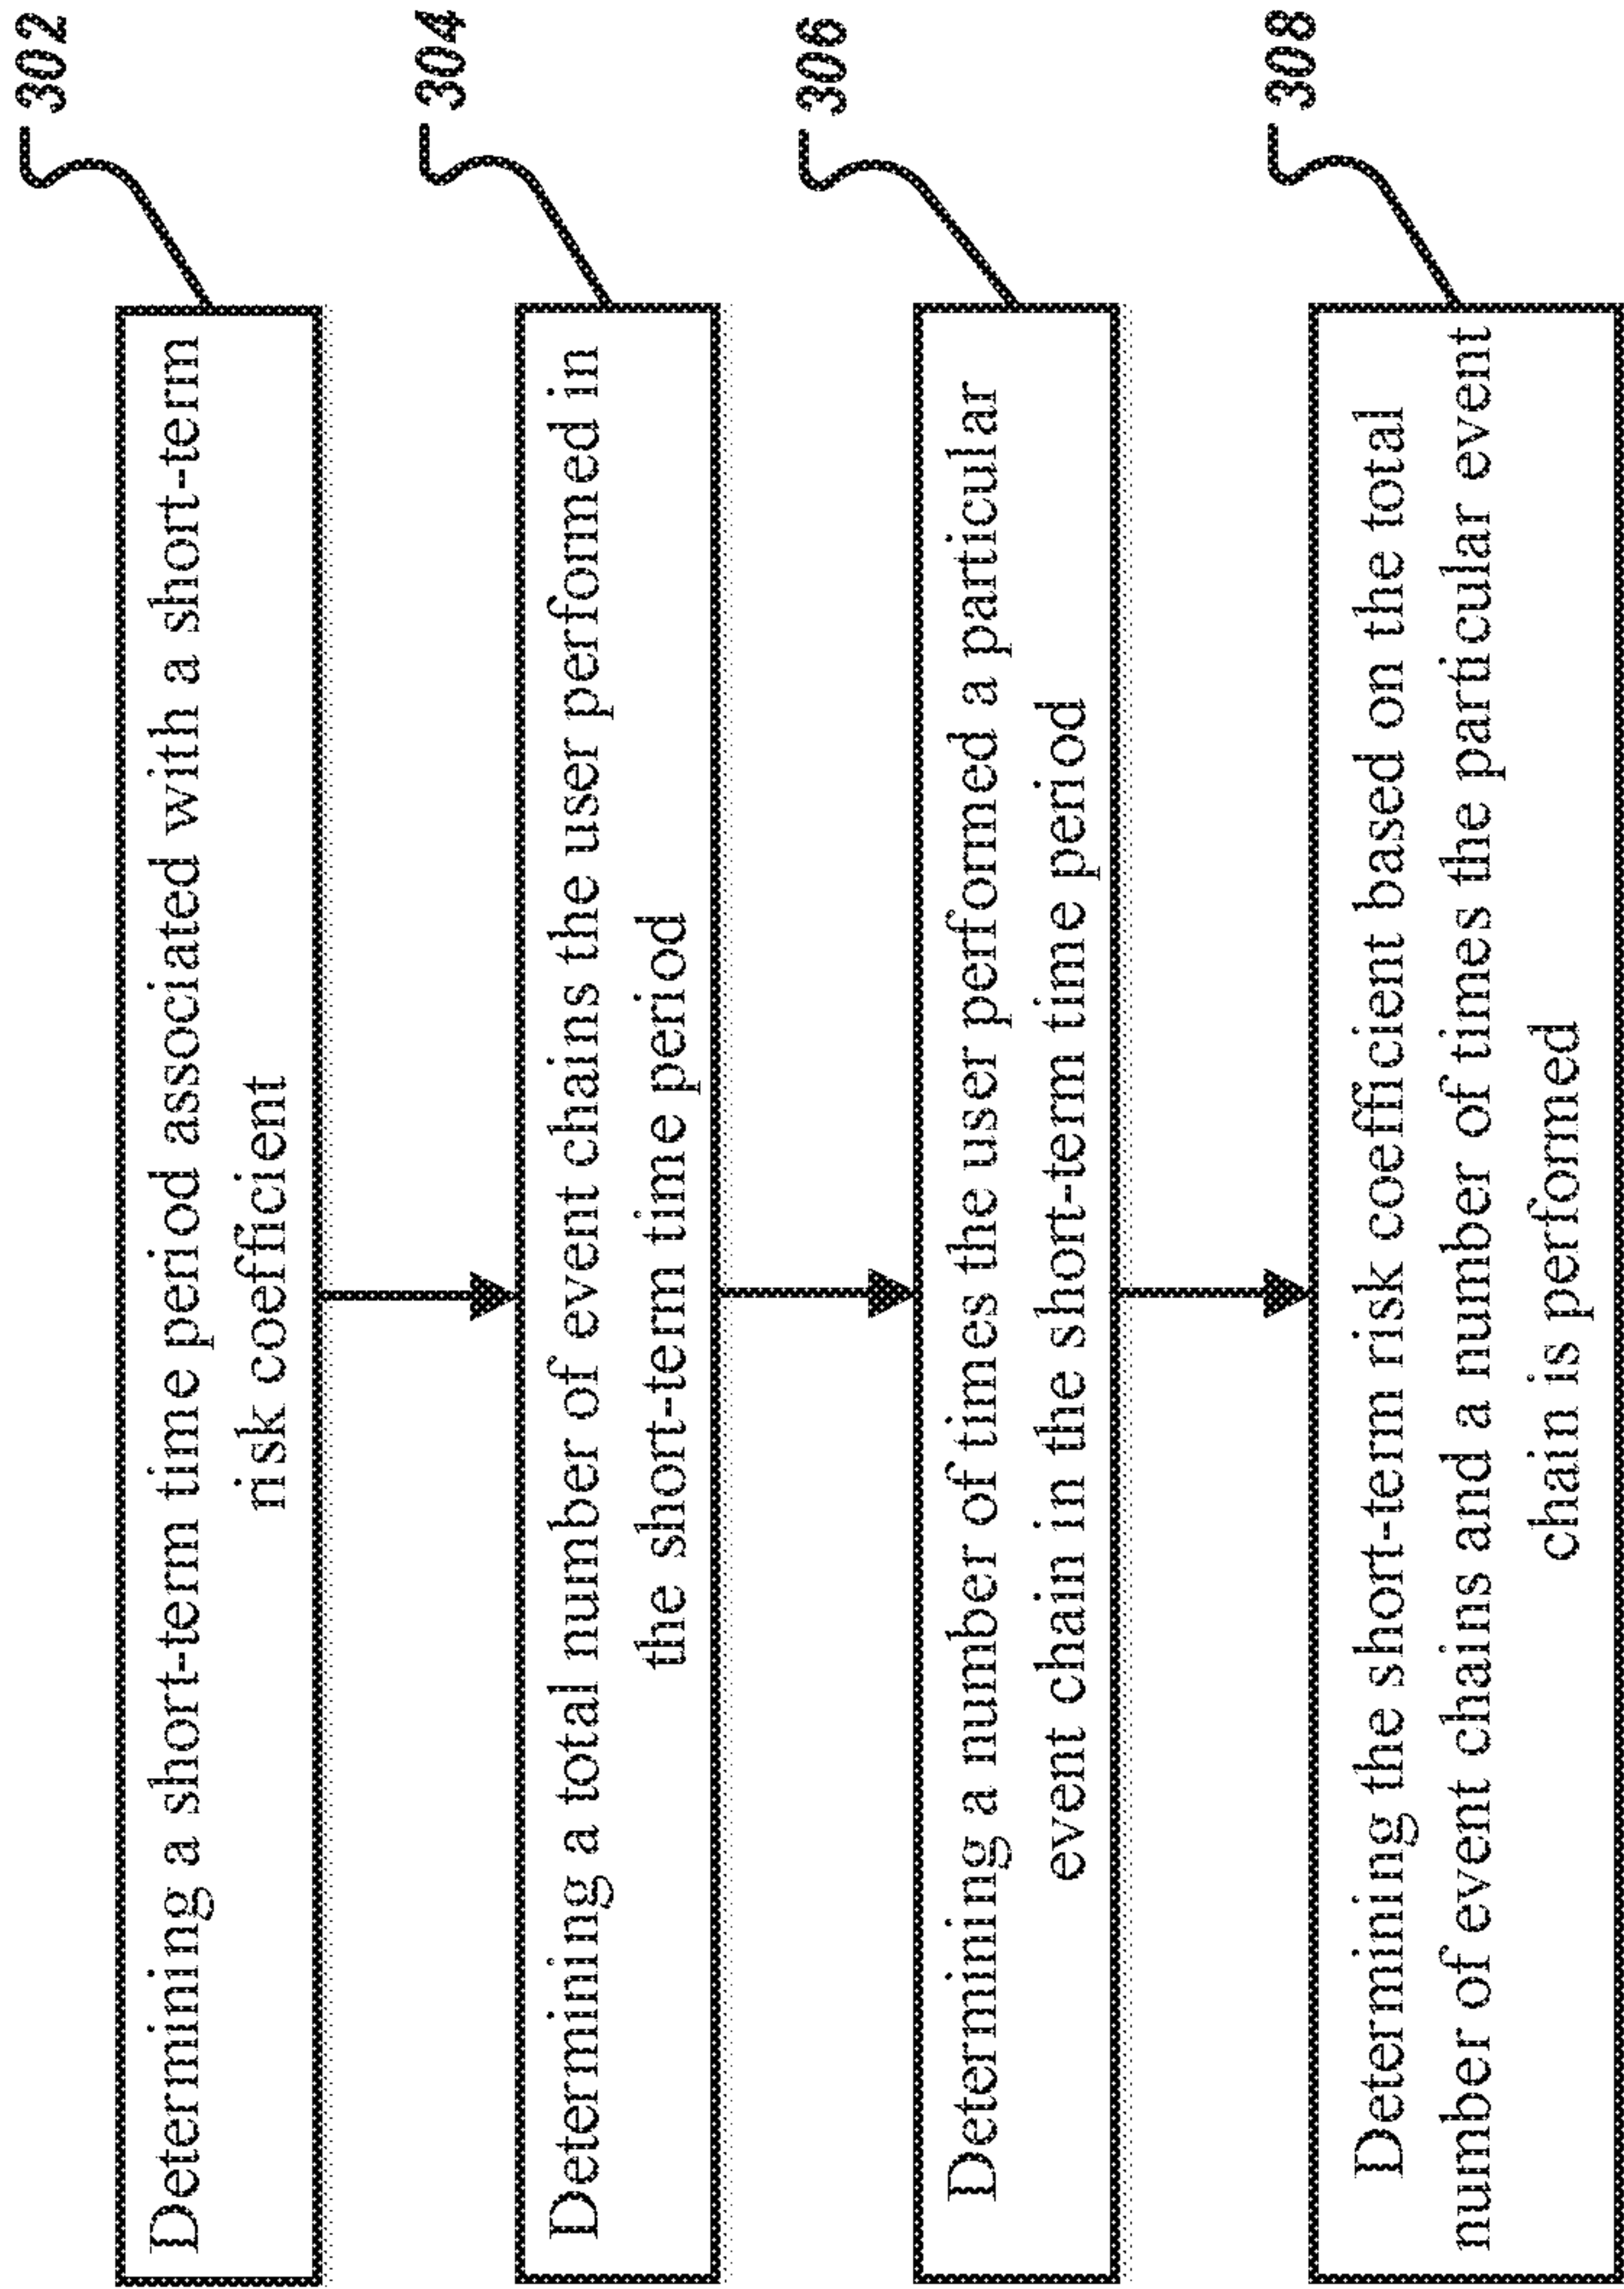 302
Determining a short-term time period associated with a short-term
risk coefficient
304
Determining a total number of event chains the user performed in
the short-term time period
306
Determining a number of times the user performed a particular
event chain in the short-term time period
308
Determining the short-term risk coefficient based on the total
number of event chains and a number of times the particular event
chain is performed